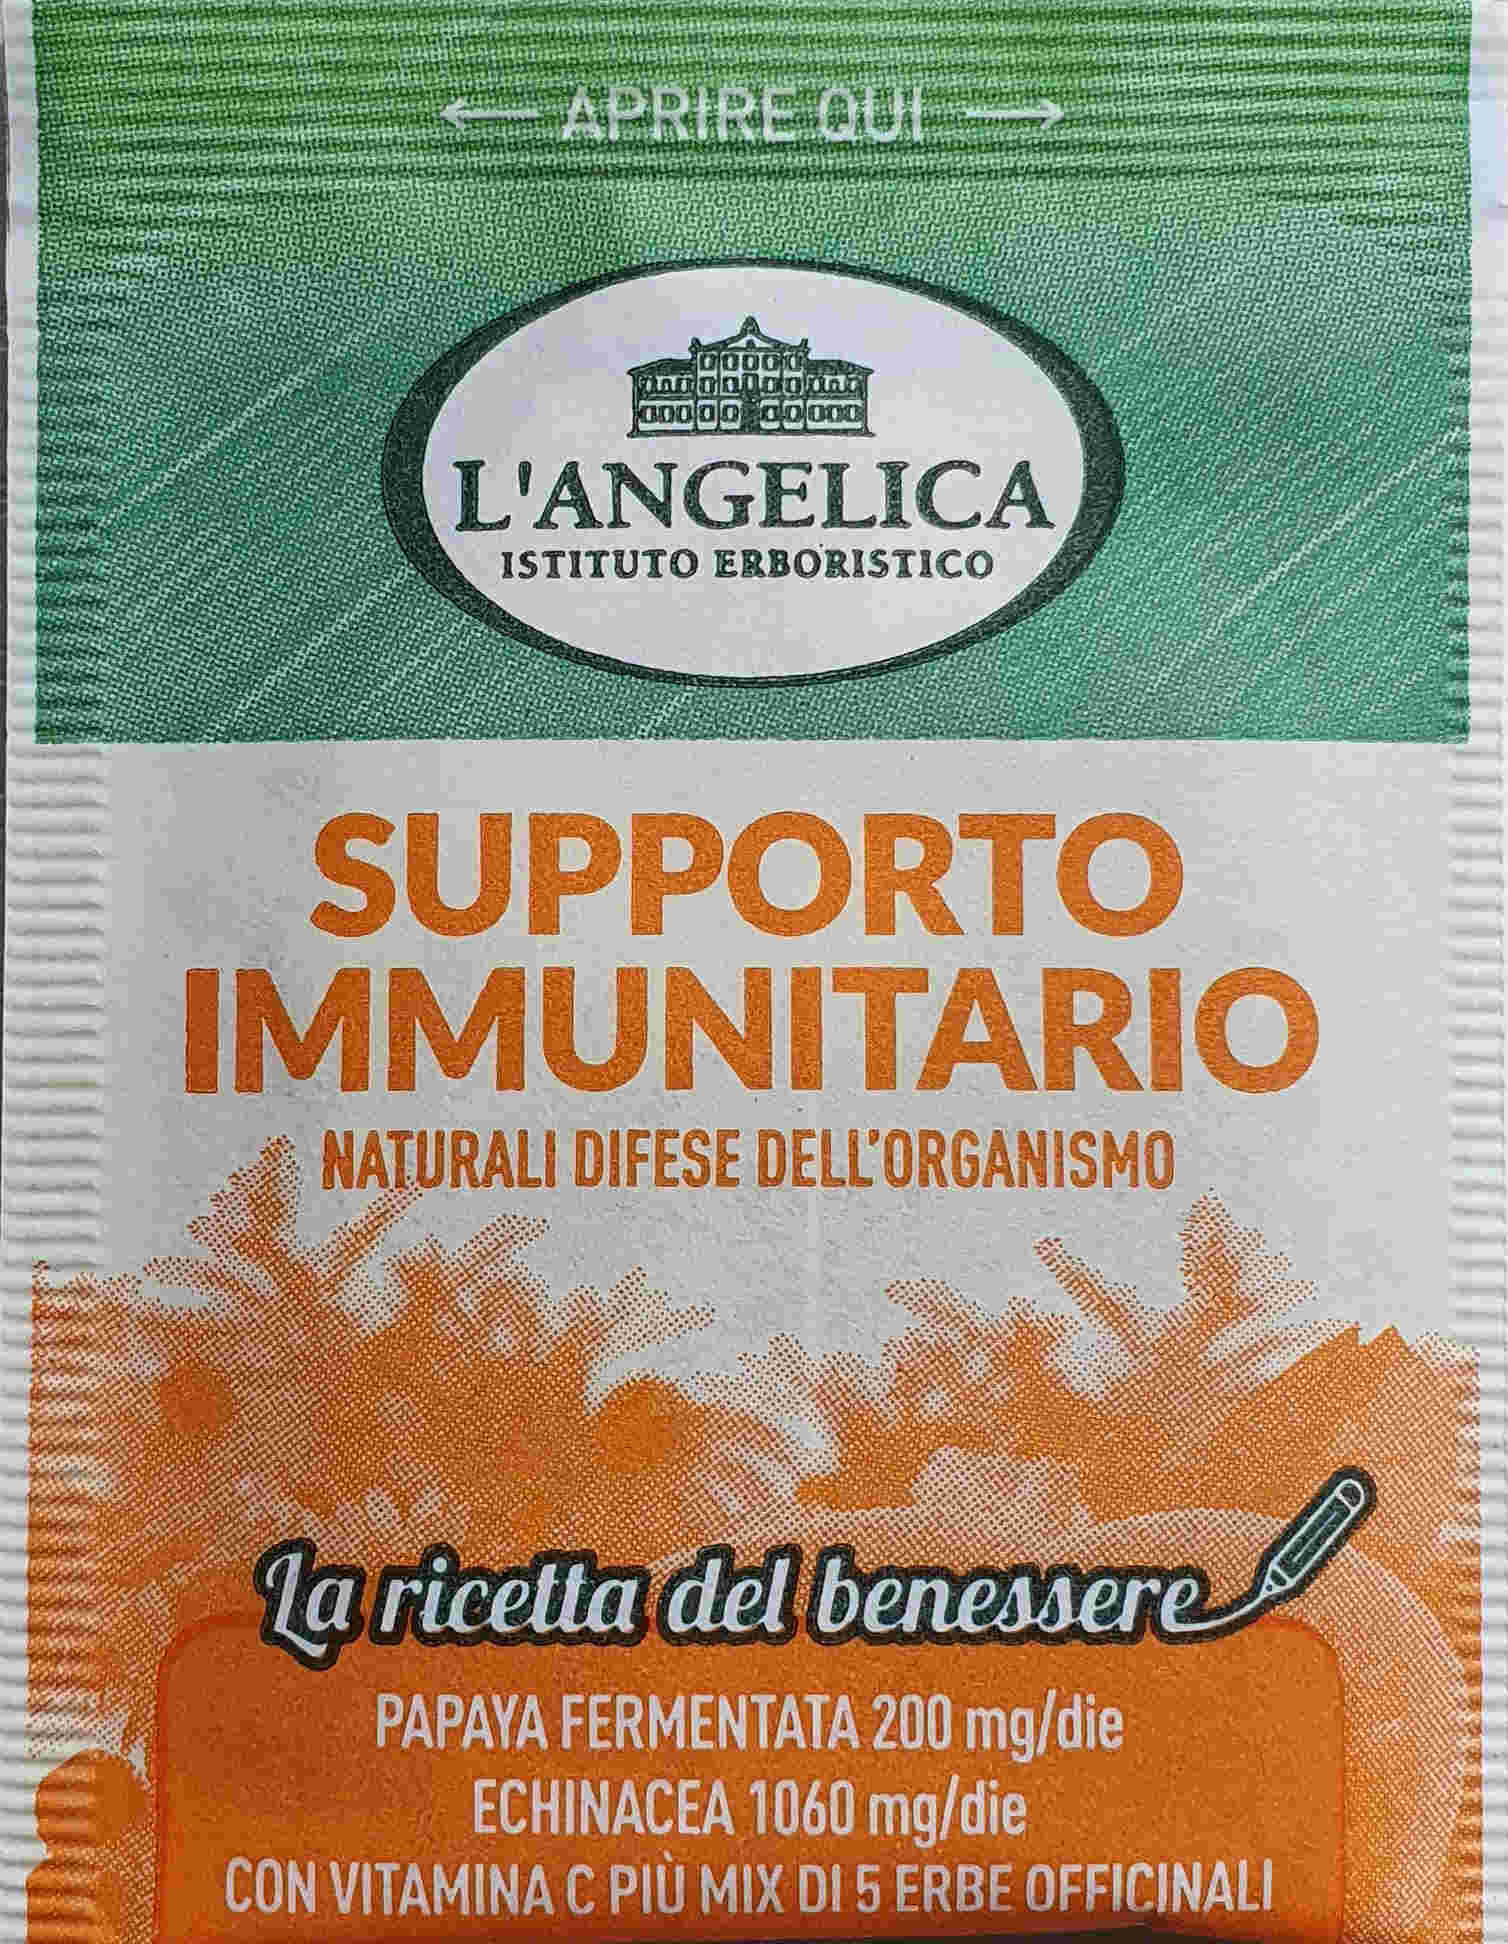 ← APRIRE QUI →
L'ANGELICA
ISTITUTO ERBORISTICO
SUPPORTO
IMMUNITARIO
NATURALI DIFESE DELL'ORGANISMO
La ricetta del benessere
PAPAYA FERMENTATA 200 mg/die
ECHINACEA 1060 mg/die
CON VITAMINA C PIÙ MIX DI 5 ERBE OFFICINALI